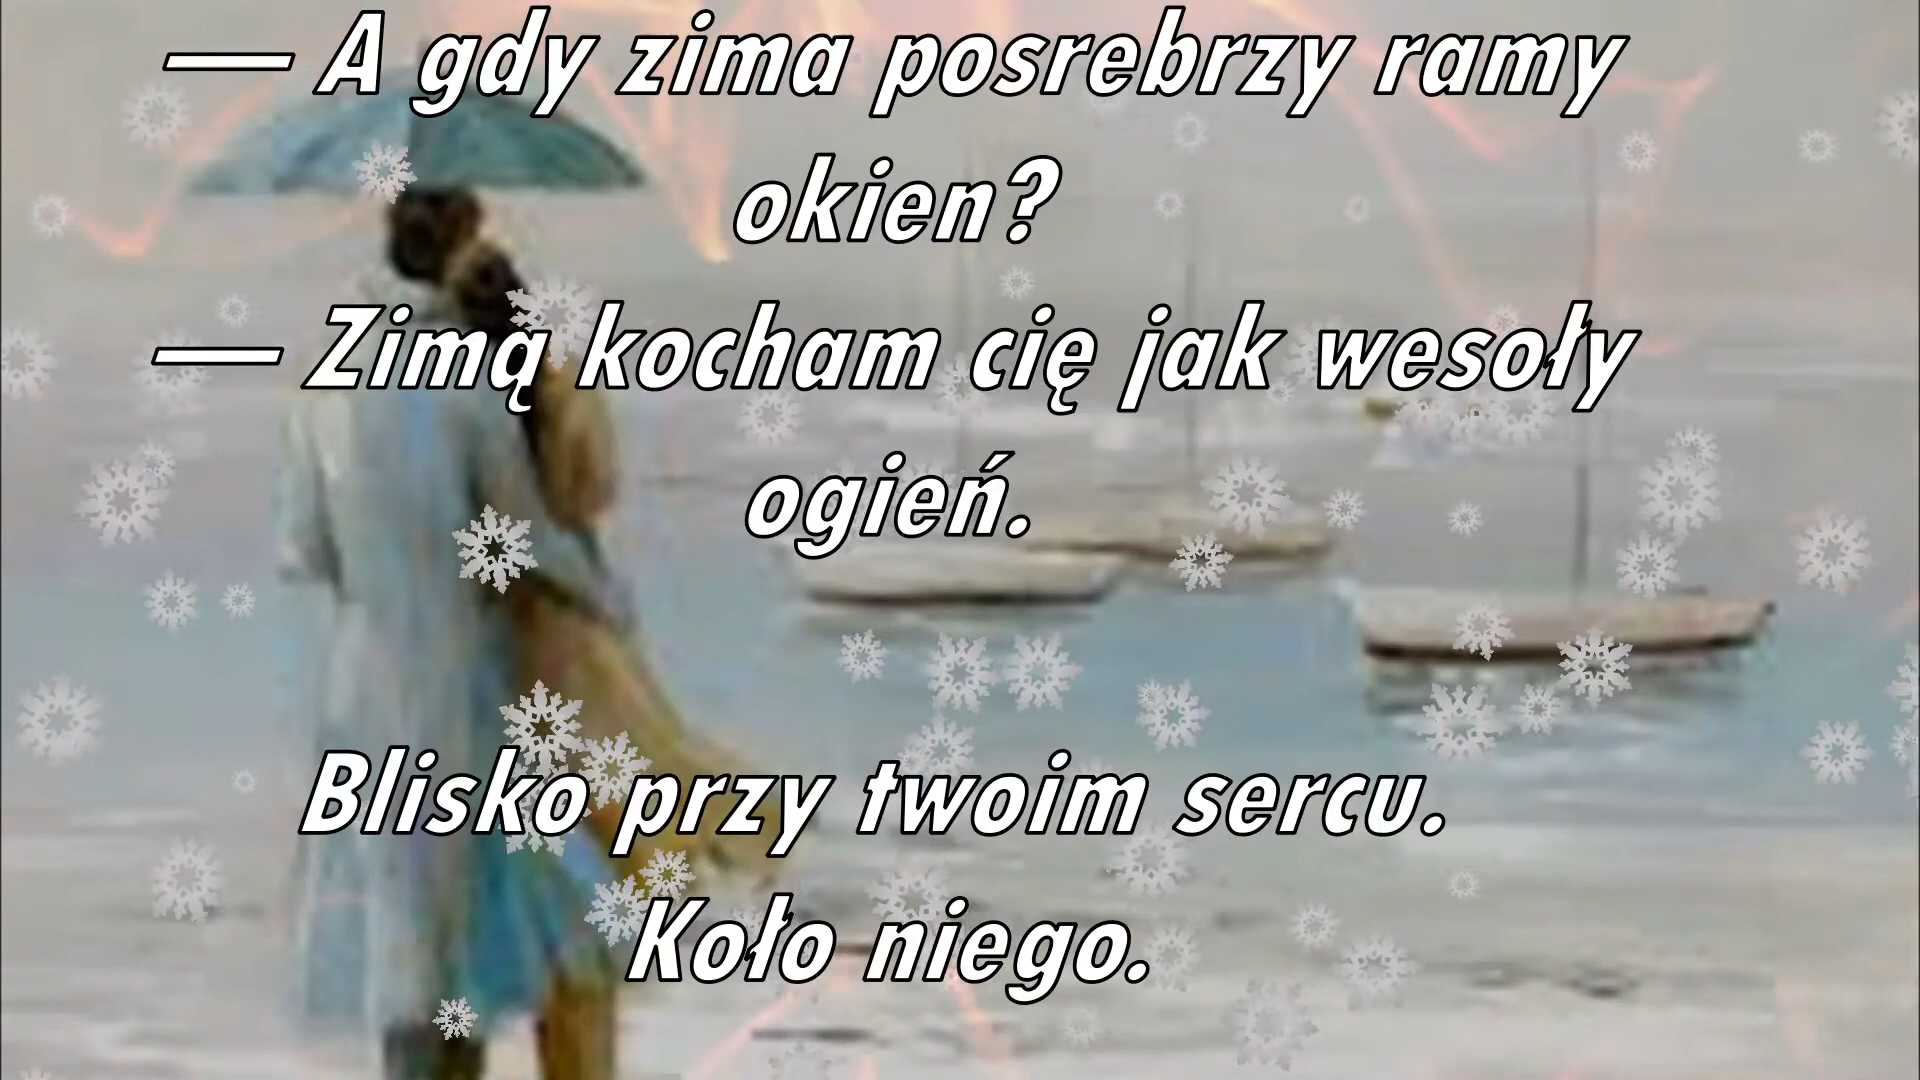 — A gdy zima posrebrzy ramy
okien?
— Zimą kocham cię jak wesoły
ogień.
Blisko przy twoim sercu.
Koło niego.